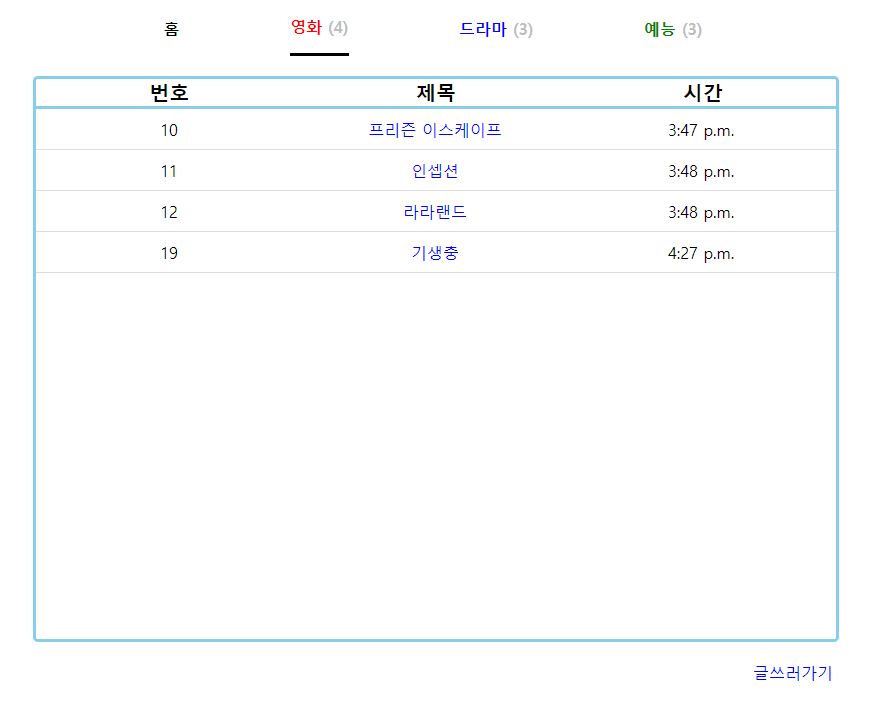 홈 영화 (4) 드라마 (3) 예능 (3)
번호 제목 시간
10 프리즌 이스케이프 3:47 p.m.
11 인셉션 3:48 p.m.
12 라라랜드 3:48 p.m.
19 기생충 4:27 p.m.
글쓰러가기